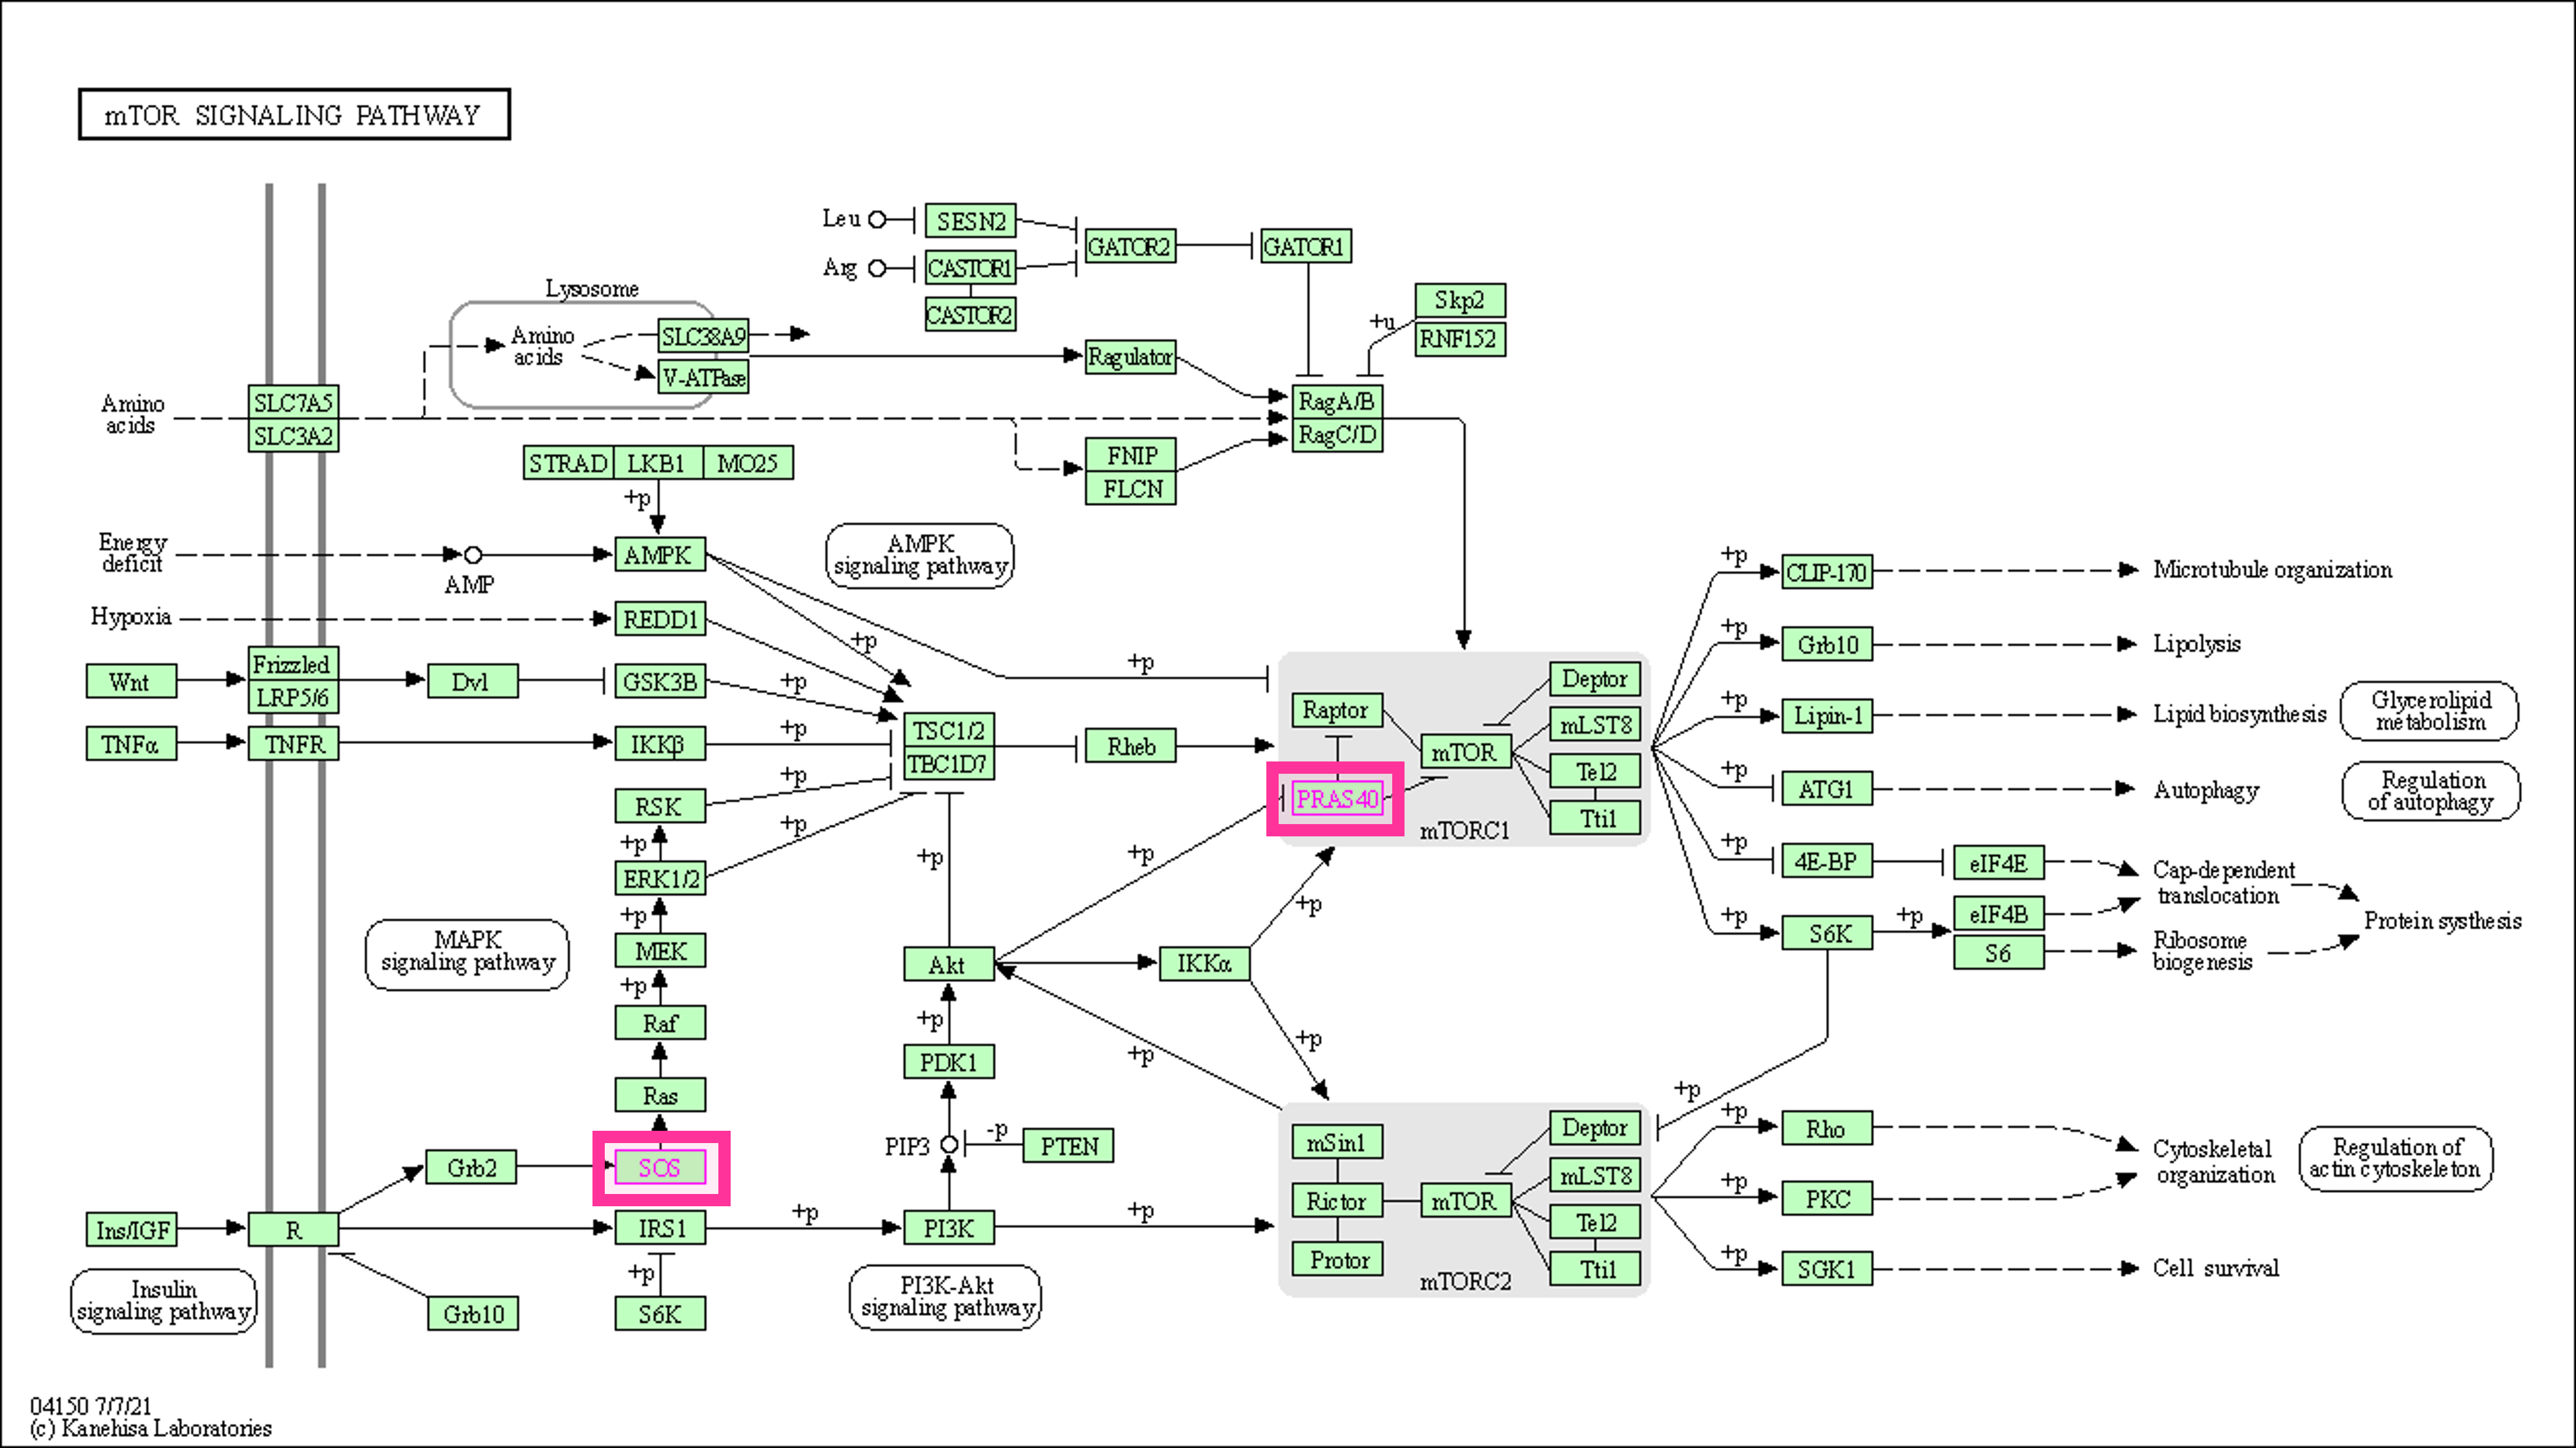 mTOR SIGNALING PATHWAY
Leu
SESN2
GATOR2
GATOR1
Arg
CASTOR1
CASTOR2
Lysosome
Amino
acids
SLC38A9
V-ATPase
Ragulator
Skp2
+u
RNF152
Amino
acids
SLC7A5
SLC3A2
RagA/B
RagC/D
STRAD
LKB1
MO25
FNIP
FLCN
+p
Energy
deficit
AMP
AMPK
AMPK
signaling pathway
Hypoxia
REDD1
+p
+p
Wnt
Frizzled
LRP5/6
Dvl
GSK3B
+p
TNFα
TNFR
IKKβ
+p
TSC1/2
TBC1D7
Rheb
RSK
+p
+p
ERK1/2
+p
+p
+p
+p
MAPK
signaling pathway
MEK
+p
Raf
Ras
Akt
IKKα
+p
+p
+p
+p
PDK1
PIP3
-p
PTEN
Raptor
PRAS40
mTOR
Deptor
mLST8
Tel2
Tti1
mTORC1
Grb2
SOS
Ins/IGF
R
IRS1
+p
PI3K
+p
Insulin
signaling pathway
Grb10
+p
S6K
PI3K-Akt
signaling pathway
mSin1
Rictor
Protor
mTOR
Deptor
mLST8
Tel2
Tti1
mTORC2
+p
CLIP-170
Microtubule organization
+p
Grb10
Lipolysis
+p
Lipin-1
Lipid biosynthesis
Glycerolipid
metabolism
+p
ATG1
Autophagy
Regulation
of autophagy
+p
4E-BP
eIF4E
Cap-dependent
translocation
+p
S6K
+p
eIF4B
S6
Ribosome
biogenesis
Protein systhesis
+p
+p
Rho
Cytoskeletal
organization
Regulation of
actin cytoskeleton
+p
PKC
+p
SGK1
Cell survival
04150 7/7/21
(c) Kanehisa Laboratories